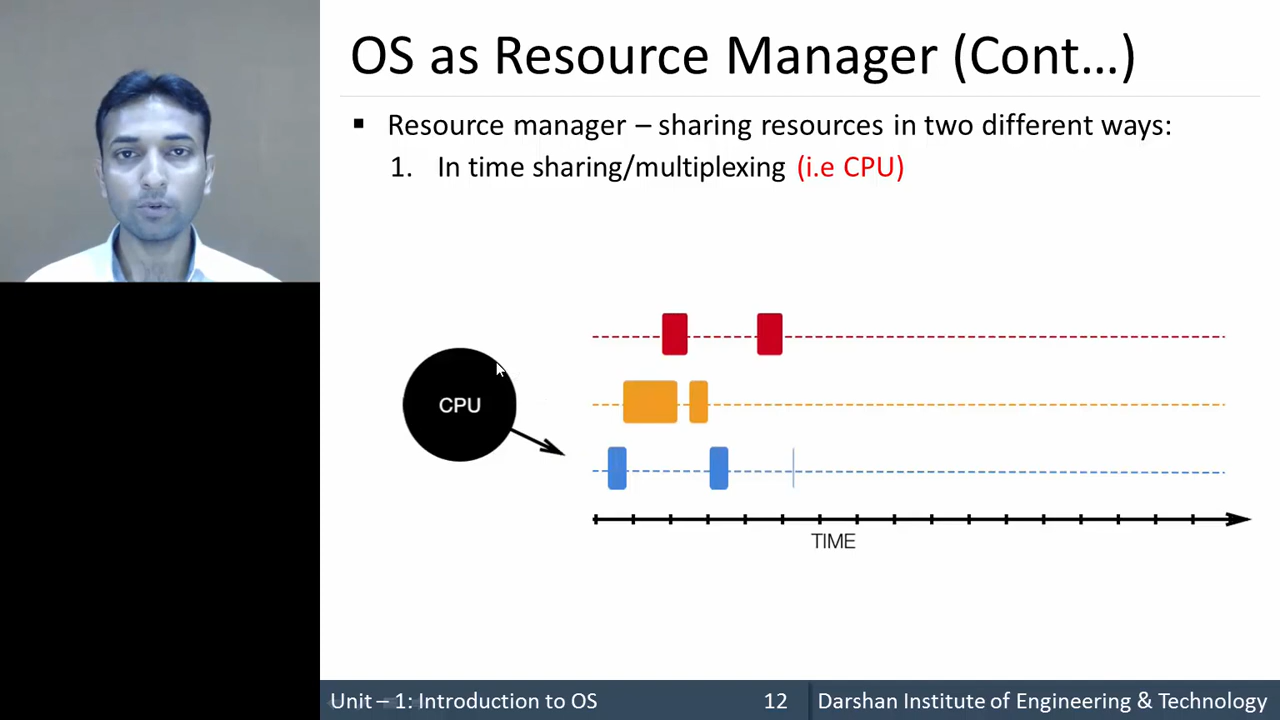 OS as Resource Manager (Cont…)
▪ Resource manager – sharing resources in two different ways:
1. In time sharing/multiplexing (i.e CPU)
CPU
TIME
Unit – 1: Introduction to OS 12 Darshan Institute of Engineering & Technology